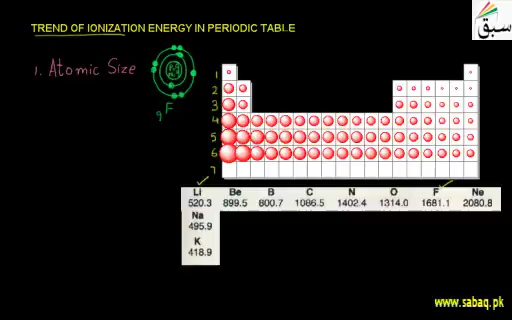 TREND OF IONIZATION ENERGY IN PERIODIC TABLE
سبق
1. Atomic Size
9F
1
2
3
4
5
6
7
Li Be B C N O F Ne
520.3 899.5 800.7 1086.5 1402.4 1314.0 1681.1 2080.8
Na
495.9
K
418.9
www.sabaq.pk